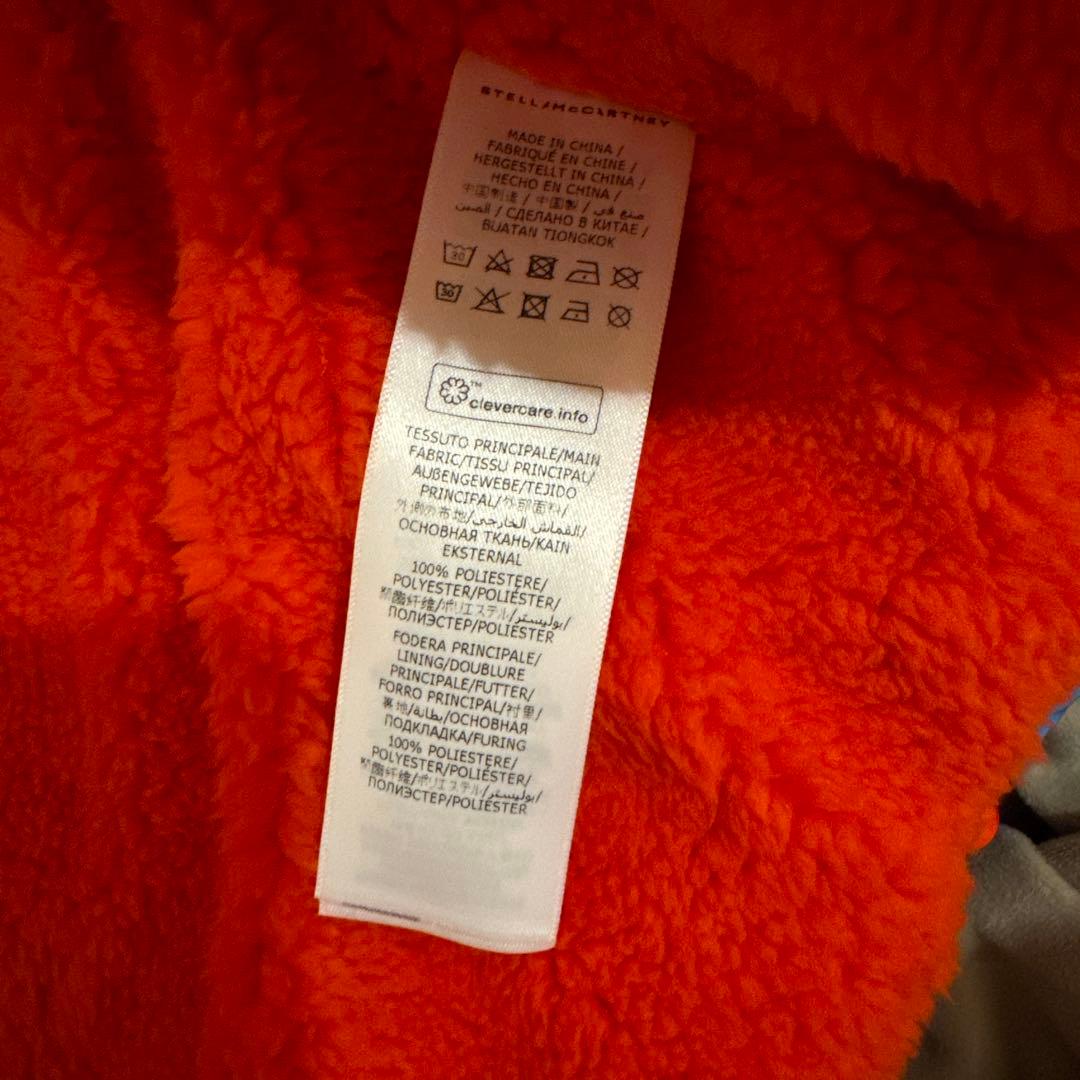 STELLA McCARTNEY
MADE IN CHINA /
FABRIQUÉ EN CHINE /
HERGESTELLT IN CHINA /
HECHO EN CHINA /
中国制造 / 中国製 / صنع في
الصين / СДЕЛАНО В КИТАЕ /
BUATAN TIONGKOK
30
30
™
clevercare.info
TESSUTO PRINCIPALE/MAIN
FABRIC/TISSU PRINCIPAL/
AUßENGEWEBE/TEJIDO
PRINCIPAL/外部面料/
外側の布地/القماش الخارجي/
ОСНОВНАЯ ТКАНЬ/KAIN
EKSTERNAL
100% POLIESTERE/
POLYESTER/POLIÉSTER/
聚酯纤维/ポリエステル/بوليستر/
ПОЛИЭСТЕР/POLIÉSTER
FODERA PRINCIPALE/
LINING/DOUBLURE
PRINCIPALE/FUTTER/
FORRO PRINCIPAL/衬里/
裏地/بطانة/ОСНОВНАЯ
ПОДКЛАДКА/FURING
100% POLIESTERE/
POLYESTER/POLIÉSTER/
聚酯纤维/ポリエステル/بوليستر/
ПОЛИЭСТЕР/POLIÉSTER